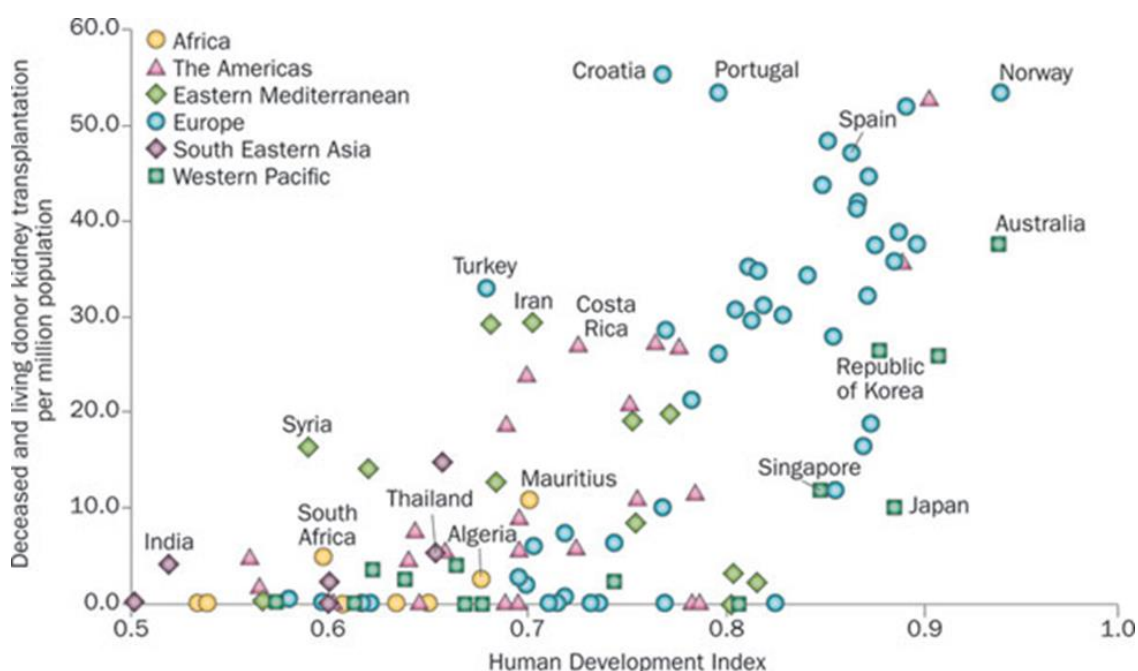 Deceased and living donor kidney transplantation
per million population
60.0
50.0
40.0
30.0
20.0
10.0
0.0
Africa
The Americas
Eastern Mediterranean
Europe
South Eastern Asia
Western Pacific
Croatia
Portugal
Norway
Spain
Australia
Turkey
Iran
Costa
Rica
Republic
of Korea
Syria
Mauritius
Singapore
Thailand
South
Africa
Algeria
Japan
India
0.5
0.6
0.7
0.8
0.9
1.0
Human Development Index